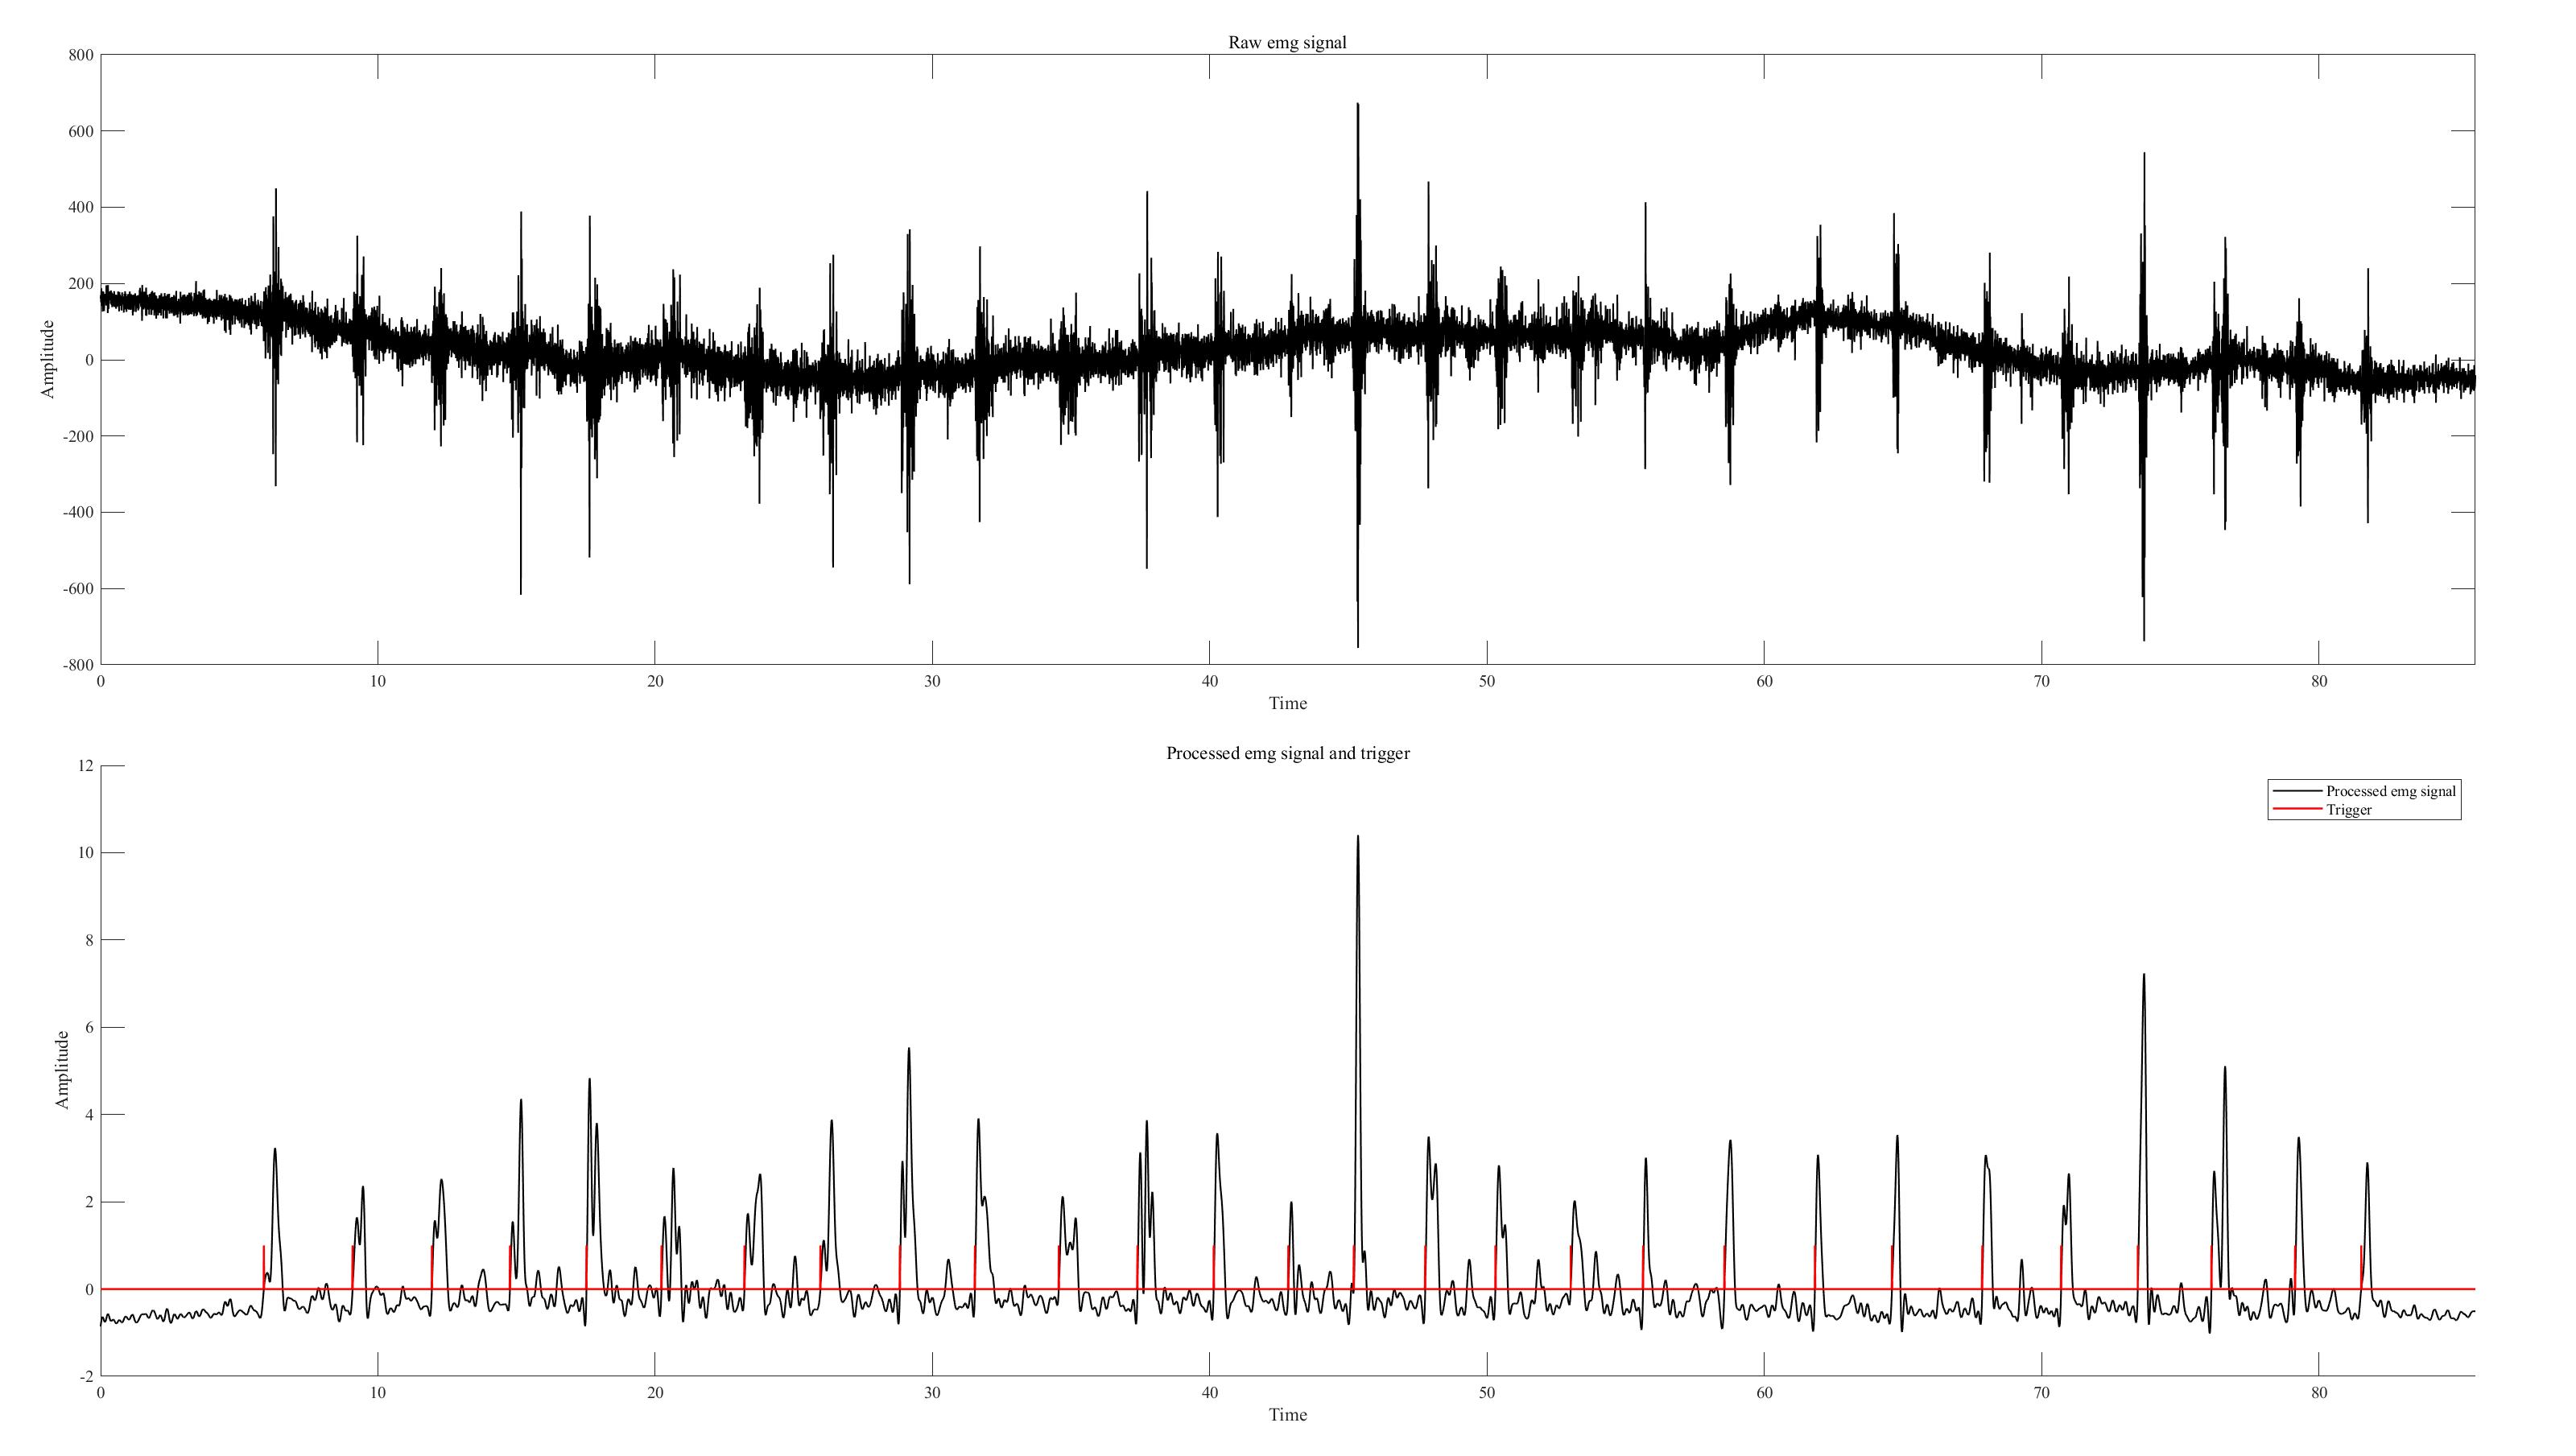 Raw emg signal
800
600
400
200
0
-200
-400
-600
-800
Amplitude
0 10 20 30 40 50 60 70 80
Time
Processed emg signal and trigger
12
10
8
6
4
2
0
-2
Amplitude
Processed emg signal
Trigger
0 10 20 30 40 50 60 70 80
Time